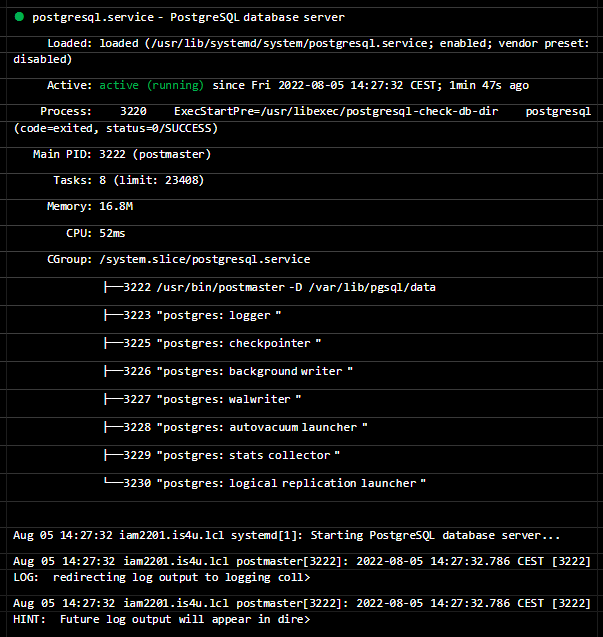 ● postgresql.service - PostgreSQL database server
Loaded: loaded (/usr/lib/systemd/system/postgresql.service; enabled; vendor preset:
disabled)
Active: active (running) since Fri 2022-08-05 14:27:32 CEST; 1min 47s ago
Process: 3220 ExecStartPre=/usr/libexec/postgresql-check-db-dir postgresql
(code=exited, status=0/SUCCESS)
Main PID: 3222 (postmaster)
Tasks: 8 (limit: 23408)
Memory: 16.8M
CPU: 52ms
CGroup: /system.slice/postgresql.service
├──3222 /usr/bin/postmaster -D /var/lib/pgsql/data
├──3223 "postgres: logger "
├──3225 "postgres: checkpointer "
├──3226 "postgres: background writer "
├──3227 "postgres: walwriter "
├──3228 "postgres: autovacuum launcher "
├──3229 "postgres: stats collector "
└──3230 "postgres: logical replication launcher "
Aug 05 14:27:32 iam2201.is4u.lcl systemd[1]: Starting PostgreSQL database server...
Aug 05 14:27:32 iam2201.is4u.lcl postmaster[3222]: 2022-08-05 14:27:32.786 CEST [3222]
LOG:  redirecting log output to logging coll>
Aug 05 14:27:32 iam2201.is4u.lcl postmaster[3222]: 2022-08-05 14:27:32.786 CEST [3222]
HINT:  Future log output will appear in dire>